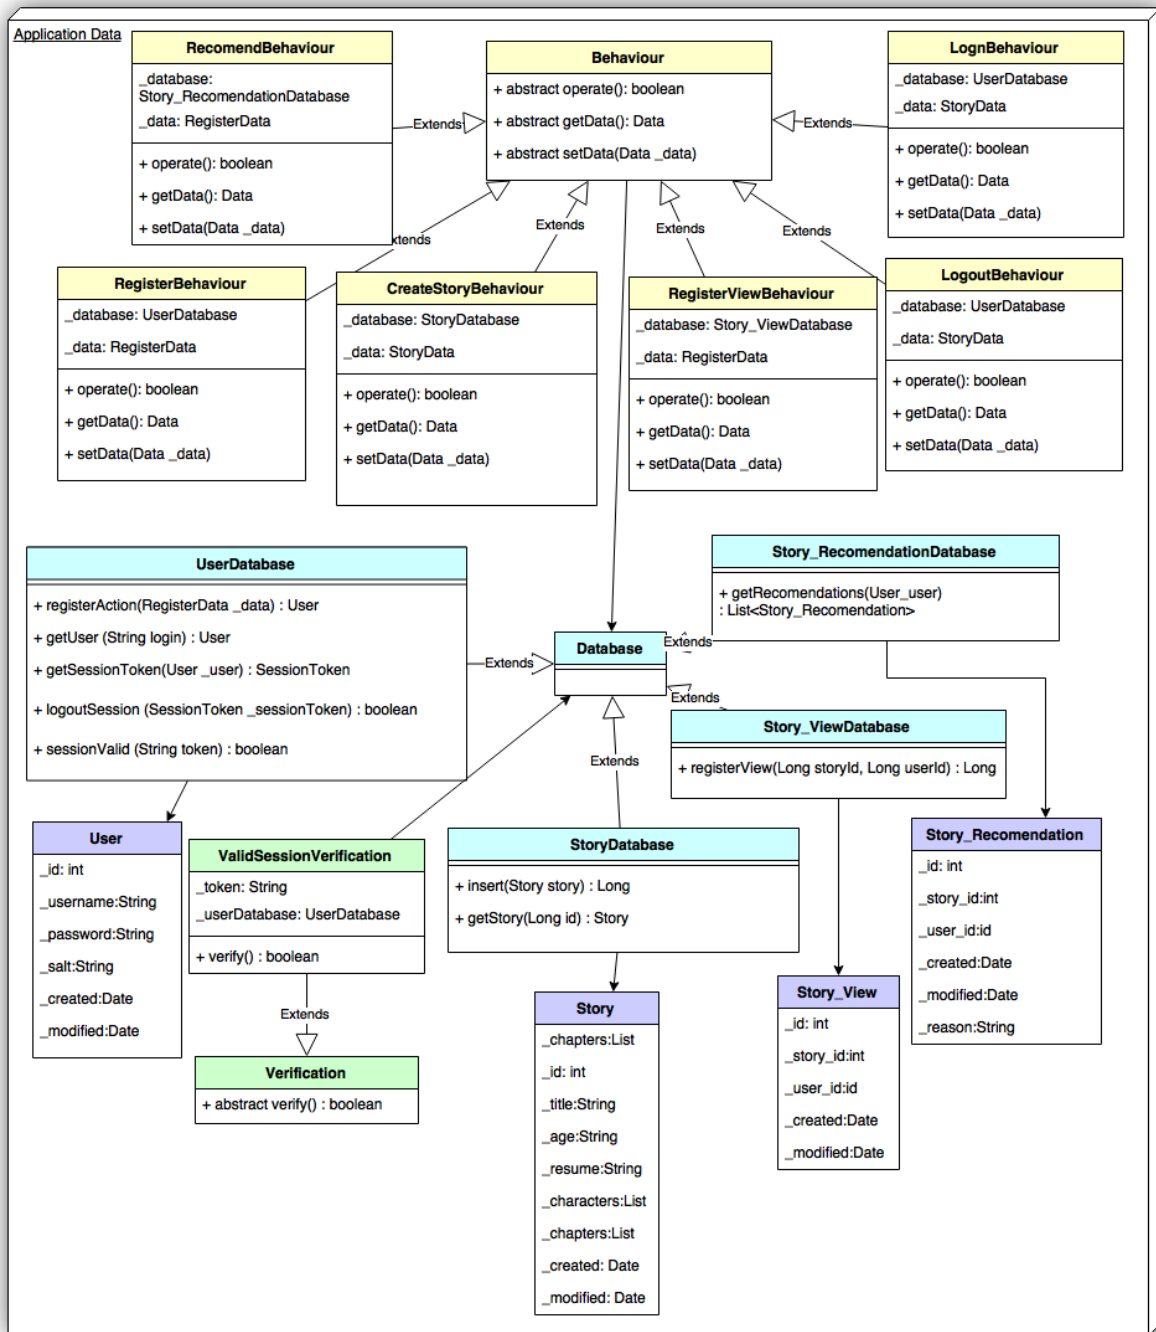 Application Data
RecomendBehaviour
_database:
Story_RecomendationDatabase
_data: RegisterData
+ operate(): boolean
+ getData(): Data
+ setData(Data _data)
Behaviour
+ abstract operate(): boolean
+ abstract getData(): Data
+ abstract setData(Data _data)
LognBehaviour
_database: UserDatabase
_data: StoryData
+ operate(): boolean
+ getData(): Data
+ setData(Data _data)
Extends
Extends
xtends
Extends
Extends
Extends
RegisterBehaviour
_database: UserDatabase
_data: RegisterData
+ operate(): boolean
+ getData(): Data
+ setData(Data _data)
CreateStoryBehaviour
_database: StoryDatabase
_data: StoryData
+ operate(): boolean
+ getData(): Data
+ setData(Data _data)
RegisterViewBehaviour
_database: Story_ViewDatabase
_data: RegisterData
+ operate(): boolean
+ getData(): Data
+ setData(Data _data)
LogoutBehaviour
_database: UserDatabase
_data: StoryData
+ operate(): boolean
+ getData(): Data
+ setData(Data _data)
UserDatabase
+ registerAction(RegisterData _data) : User
+ getUser (String login) : User
+ getSessionToken(User _user) : SessionToken
+ logoutSession (SessionToken _sessionToken) : boolean
+ sessionValid (String token) : boolean
Extends
Database
Extends
Story_RecomendationDatabase
+ getRecomendations(User_user)
: List<Story_Recomendation>
Extends
Extends
Story_ViewDatabase
+ registerView(Long storyId, Long userId) : Long
User
_id: int
_username:String
_password:String
_salt:String
_created:Date
_modified:Date
ValidSessionVerification
_token: String
_userDatabase: UserDatabase
+ verify() : boolean
Extends
Verification
+ abstract verify() : boolean
StoryDatabase
+ insert(Story story) : Long
+ getStory(Long id) : Story
Story
_chapters:List
_id: int
_title:String
_age:String
_resume:String
_characters:List
_chapters:List
_created: Date
_modified: Date
Story_View
_id: int
_story_id:int
_user_id:id
_created:Date
_modified:Date
Story_Recomendation
_id: int
_story_id:int
_user_id:id
_created:Date
_modified:Date
_reason:String